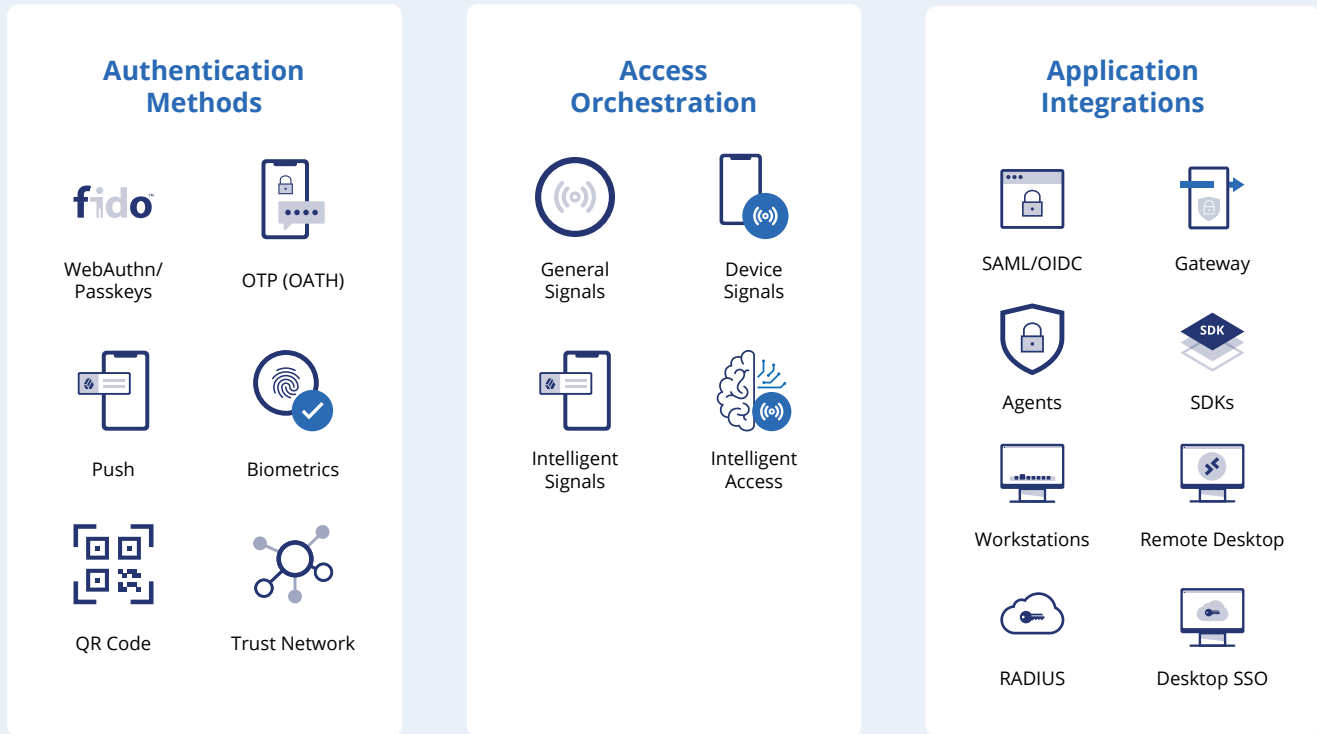 Authentication
Methods
fido™
WebAuthn/
Passkeys
OTP (OATH)
Push
Biometrics
QR Code
Trust Network
Access
Orchestration
General
Signals
Device
Signals
Intelligent
Signals
Intelligent
Access
Application
Integrations
SAML/OIDC
Gateway
Agents
SDK
SDKs
Workstations
Remote Desktop
RADIUS
Desktop SSO